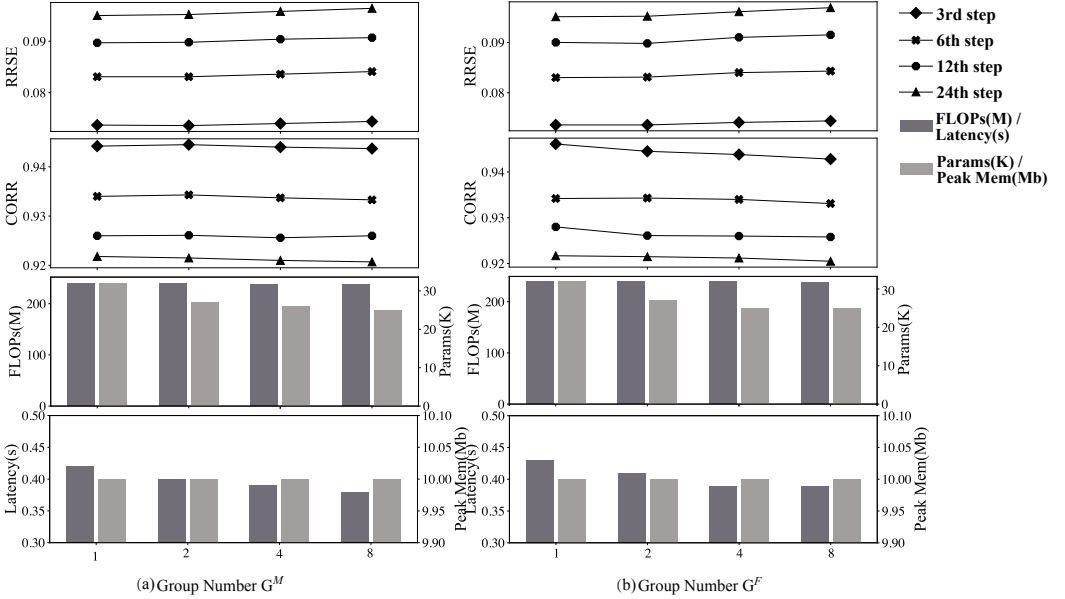 RRSE
0.09
0.08
CORR
0.94
0.93
0.92
FLOPs(M)
200
100
0
Params(K)
30
20
10
0
Latency(s)
0.50
0.45
0.40
0.35
0.30
Peak Mem(Mb)
10.10
10.05
10.00
9.95
9.90
1 2 4 8
(a) Group Number G^M
RRSE
0.09
0.08
CORR
0.94
0.93
0.92
FLOPs(M)
200
100
0
Params(K)
30
20
10
0
Latency(s)
0.50
0.45
0.40
0.35
0.30
Peak Mem(Mb)
10.10
10.05
10.00
9.95
9.90
1 2 4 8
(b) Group Number G^F
3rd step
6th step
12th step
24th step
FLOPs(M) /
Latency(s)
Params(K) /
Peak Mem(Mb)